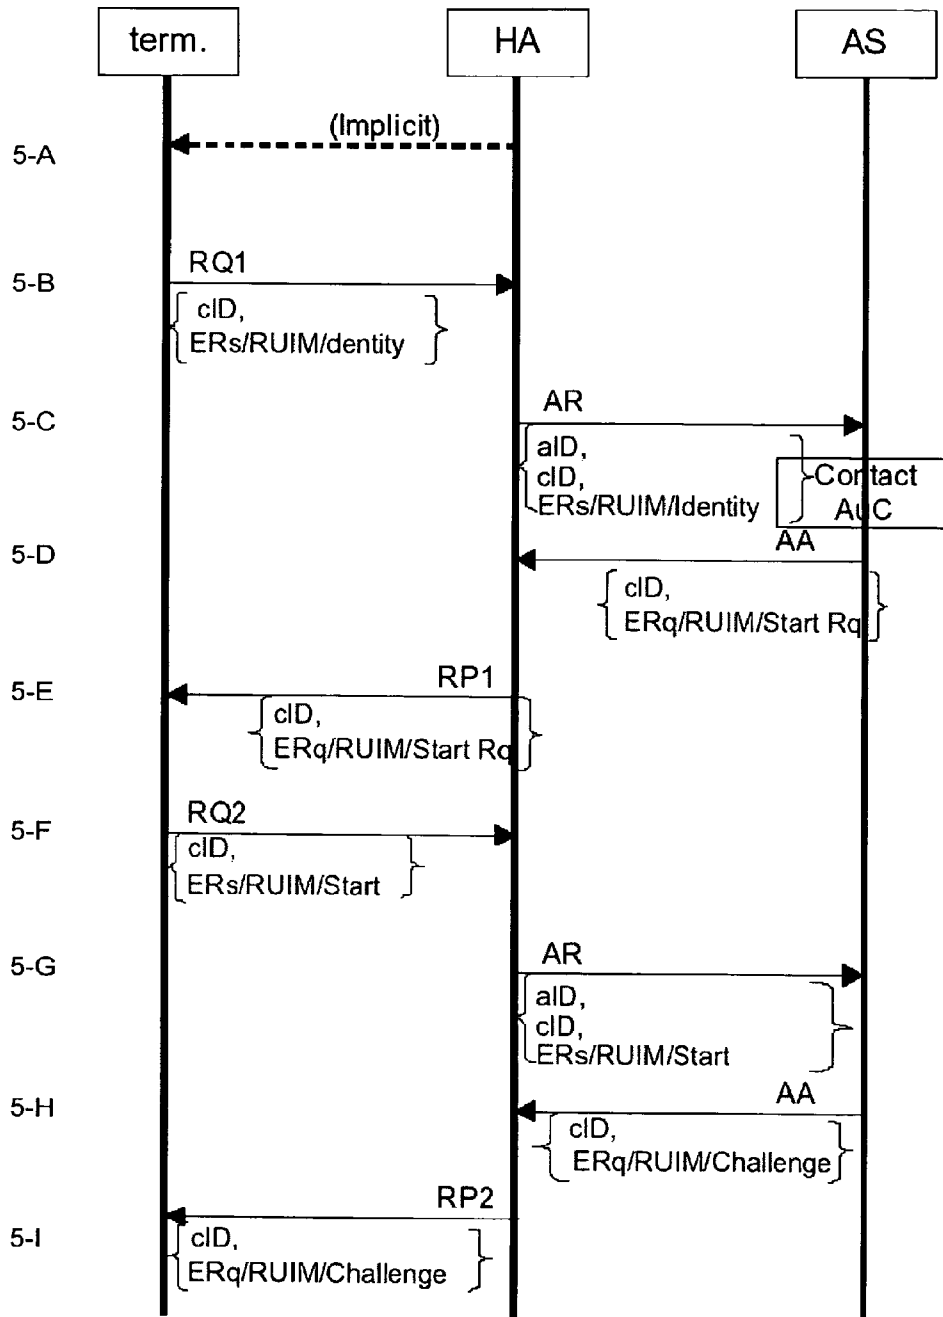 term. HA AS
(Implicit)
5-A
RQ1
5-B
cID,
ERs/RUIM/dentity
AR
5-C
aID,
cID,
ERs/RUIM/Identity
Contact
AuC
AA
5-D
cID,
ERq/RUIM/Start Rq
RP1
5-E
cID,
ERq/RUIM/Start Rq
RQ2
5-F
cID,
ERs/RUIM/Start
AR
5-G
aID,
cID,
ERs/RUIM/Start
AA
5-H
cID,
ERq/RUIM/Challenge
RP2
5-I
cID,
ERq/RUIM/Challenge